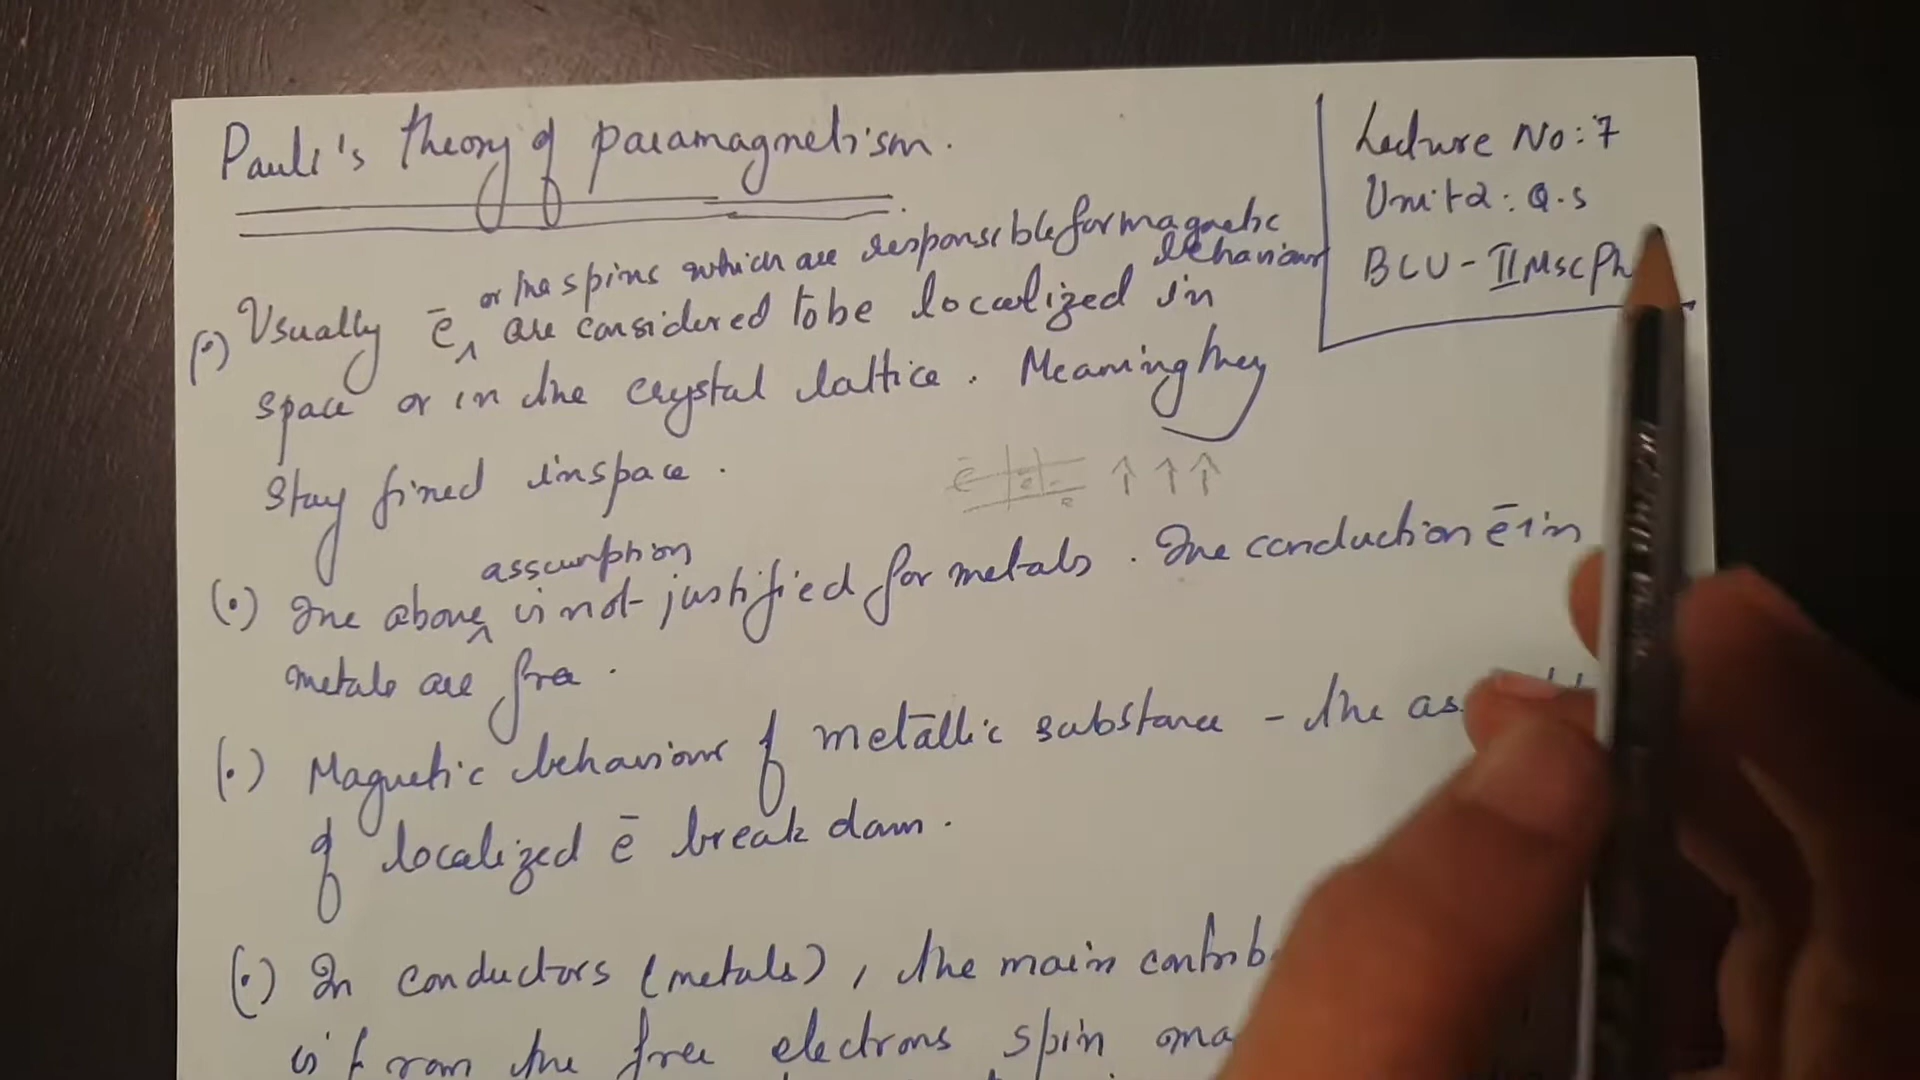 Pauli's theory of paramagnetism.
Lecture No: 7
Unit 2: Q.S
BCU - II Msc Ph
or the spins which are responsible for magnetic
behaviour
(•) Usually ē ^ are considered to be localized in
space or in the crystal lattice. Meaning they
stay fixed in space.
ē e - e ↑ ↑ ↑
assumption
(•) The above ^ is not justified for metals. The conduction ē s in
metals are free.
(•) Magnetic behaviour of metallic substance - the as
of localized ē break down.
(•) In conductors (metals), the main contrib
is from the free electrons spin ma